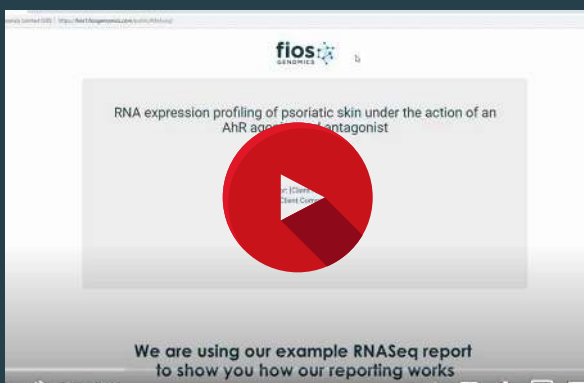 fios
GENOMICS
RNA expression profiling of psoriatic skin under the action of an
AhR antagonist
We are using our example RNASeq report
to show you how our reporting works